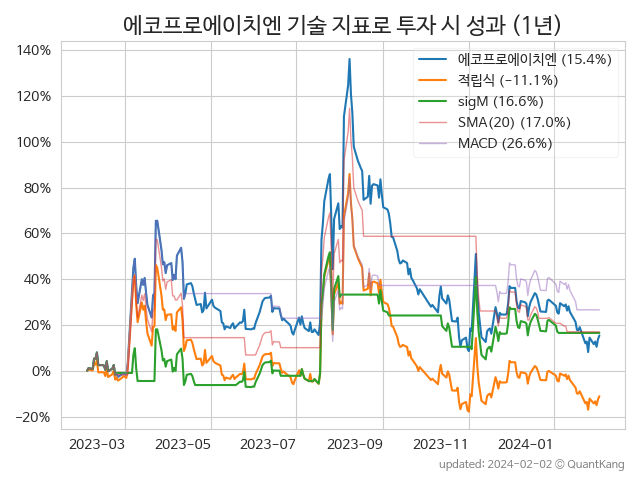 에코프로에이치엔 기술 지표로 투자 시 성과 (1년)
140%
120%
100%
80%
60%
40%
20%
0%
−20%
에코프로에이치엔 (15.4%)
적립식 (−11.1%)
sigM (16.6%)
SMA(20) (17.0%)
MACD (26.6%)
2023−03
2023−05
2023−07
2023−09
2023−11
2024−01
updated: 2024−02−02 © QuantKang